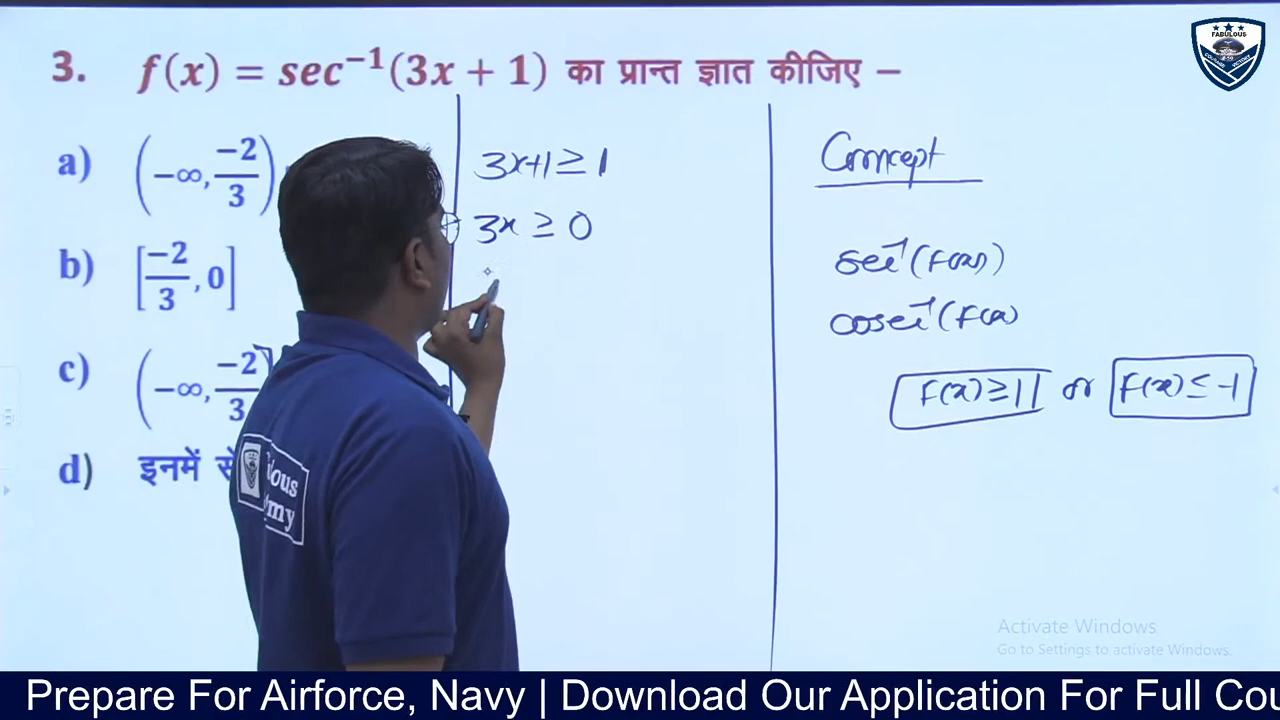 3. f(x) = sec⁻¹(3x + 1) का प्रान्त ज्ञात कीजिए −
a) (−∞, −2/3)
b) [−2/3, 0]
c) (−∞, −2/3]
d) इनमें से
3x+1 ≥ 1
3x ≥ 0
Concept
sec⁻¹(f(x))
cosec⁻¹(f(x)
f(x) ≥ 1 or f(x) ≤ -1
FABULOUS
Activate Windows
Go to Settings to activate Windows.
Prepare For Airforce, Navy | Download Our Application For Full Cou